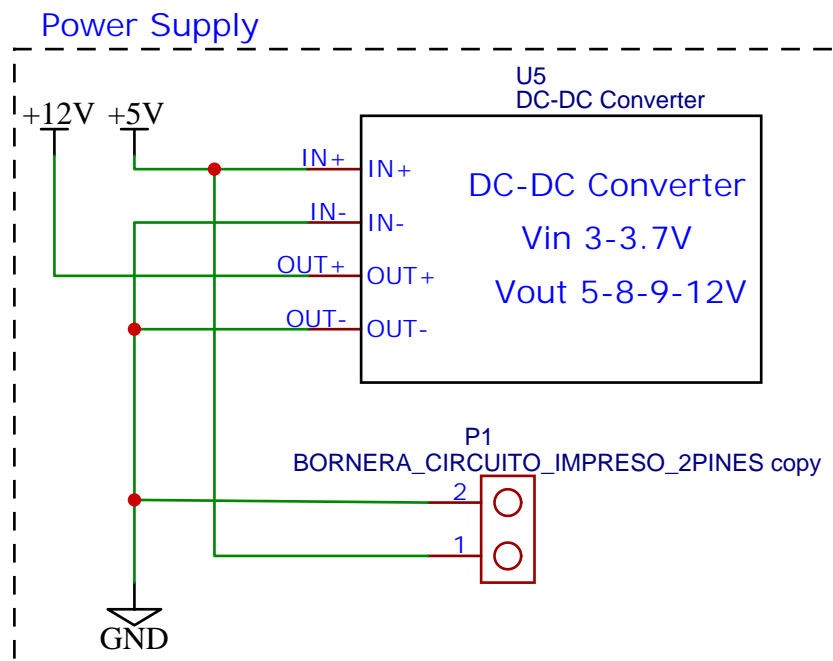 Power Supply
U5
DC-DC Converter
+12V +5V
IN+ IN+
DC-DC Converter
IN- IN-
Vin 3-3.7V
OUT+ OUT+
Vout 5-8-9-12V
OUT- OUT-
P1
BORNERA_CIRCUITO_IMPRESO_2PINES copy
2
1
GND